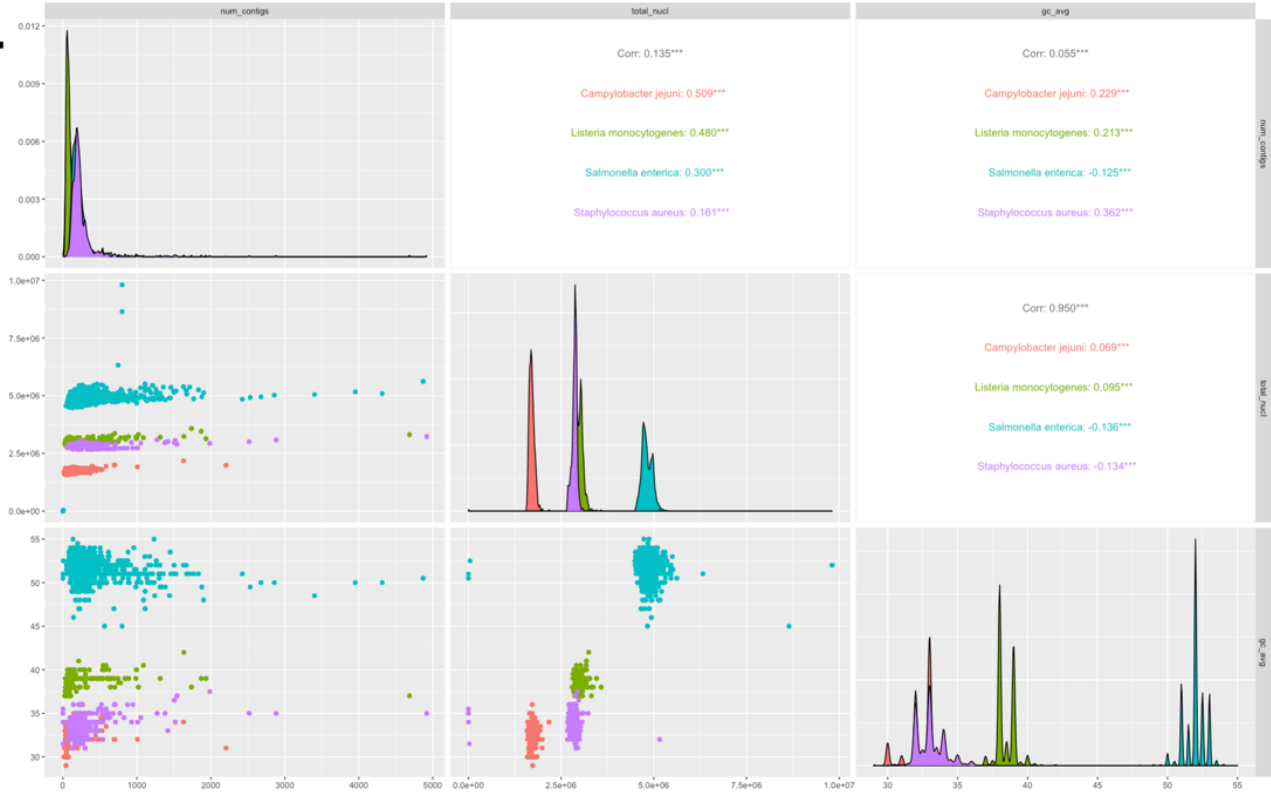 num_contigs
total_nucl
gc_avg
0.012
0.009
0.006
0.003
0.000
Corr: 0.135***
Campylobacter jejuni: 0.509***
Listeria monocytogenes: 0.480***
Salmonella enterica: 0.300***
Staphylococcus aureus: 0.161***
Corr: 0.055***
Campylobacter jejuni: 0.229***
Listeria monocytogenes: 0.213***
Salmonella enterica: -0.125***
Staphylococcus aureus: 0.362***
num_contigs
1.0e+07
7.5e+06
5.0e+06
2.5e+06
0.0e+00
Corr: 0.950***
Campylobacter jejuni: 0.069***
Listeria monocytogenes: 0.095***
Salmonella enterica: -0.136***
Staphylococcus aureus: -0.134***
total_nucl
55
50
45
40
35
30
gc_avg
0 1000 2000 3000 4000 5000
0.0e+00 2.5e+06 5.0e+06 7.5e+06 1.0e+07
30 35 40 45 50 55